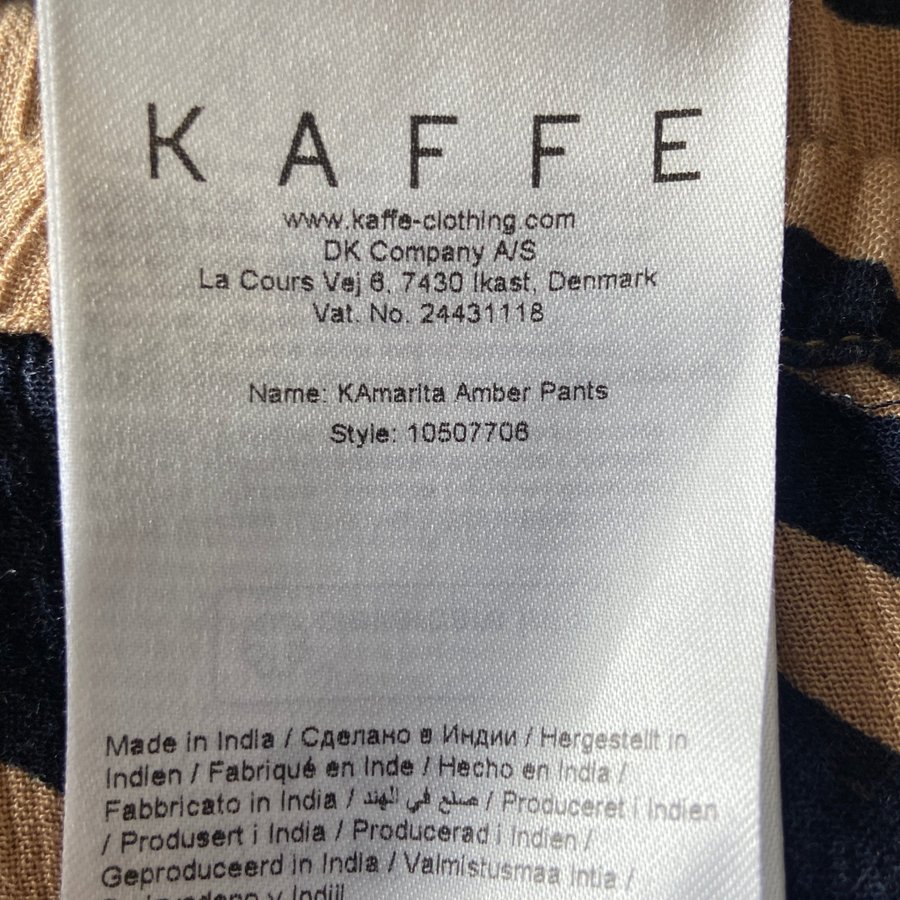 KAFFE
www.kaffe-clothing.com
DK Company A/S
La Cours Vej 6, 7430 Ikast, Denmark
Vat. No. 24431118
Name: KAmarita Amber Pants
Style: 10507706
Made in India / Сделано в Индии / Hergestellt in
Indien / Fabriqué en Inde / Hecho en India /
Fabbricato in India / صنع في الهند / Produceret i Indien
/ Produsert i India / Producerad i Indien /
Geproduceerd in India / Valmistusmaa Intia /